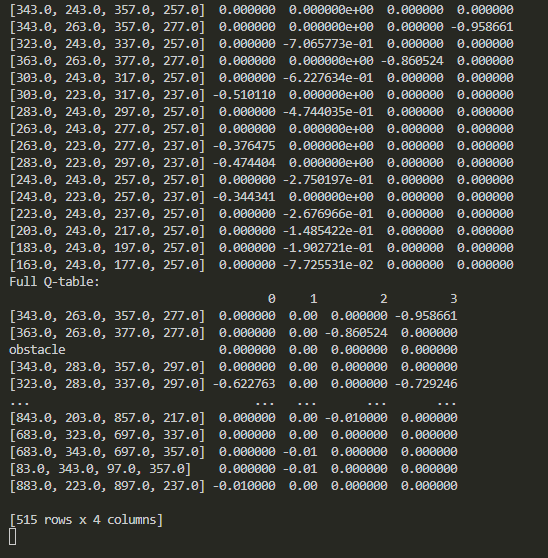 [343.0, 243.0, 357.0, 257.0]  0.000000  0.000000e+00  0.000000  0.000000
[343.0, 263.0, 357.0, 277.0]  0.000000  0.000000e+00  0.000000 -0.958661
[323.0, 243.0, 337.0, 257.0]  0.000000 -7.065773e-01  0.000000  0.000000
[363.0, 263.0, 377.0, 277.0]  0.000000  0.000000e+00 -0.860524  0.000000
[303.0, 243.0, 317.0, 257.0]  0.000000 -6.227634e-01  0.000000  0.000000
[303.0, 223.0, 317.0, 237.0] -0.510110  0.000000e+00  0.000000  0.000000
[283.0, 243.0, 297.0, 257.0]  0.000000 -4.744035e-01  0.000000  0.000000
[263.0, 243.0, 277.0, 257.0]  0.000000  0.000000e+00  0.000000  0.000000
[263.0, 223.0, 277.0, 237.0] -0.376475  0.000000e+00  0.000000  0.000000
[283.0, 223.0, 297.0, 237.0] -0.474404  0.000000e+00  0.000000  0.000000
[243.0, 243.0, 257.0, 257.0]  0.000000 -2.750197e-01  0.000000  0.000000
[243.0, 223.0, 257.0, 237.0] -0.344341  0.000000e+00  0.000000  0.000000
[223.0, 243.0, 237.0, 257.0]  0.000000 -2.676966e-01  0.000000  0.000000
[203.0, 243.0, 217.0, 257.0]  0.000000 -1.485422e-01  0.000000  0.000000
[183.0, 243.0, 197.0, 257.0]  0.000000 -1.902721e-01  0.000000  0.000000
[163.0, 243.0, 177.0, 257.0]  0.000000 -7.725531e-02  0.000000  0.000000
Full Q-table:
0     1         2         3
[343.0, 263.0, 357.0, 277.0]  0.000000  0.00  0.000000 -0.958661
[363.0, 263.0, 377.0, 277.0]  0.000000  0.00 -0.860524  0.000000
obstacle                      0.000000  0.00  0.000000  0.000000
[343.0, 283.0, 357.0, 297.0]  0.000000  0.00  0.000000  0.000000
[323.0, 283.0, 337.0, 297.0] -0.622763  0.00  0.000000 -0.729246
...                                ...   ...       ...       ...
[843.0, 203.0, 857.0, 217.0]  0.000000  0.00 -0.010000  0.000000
[683.0, 323.0, 697.0, 337.0]  0.000000  0.00  0.000000  0.000000
[683.0, 343.0, 697.0, 357.0]  0.000000 -0.01  0.000000  0.000000
[83.0, 343.0, 97.0, 357.0]    0.000000 -0.01  0.000000  0.000000
[883.0, 223.0, 897.0, 237.0] -0.010000  0.00  0.000000  0.000000
[515 rows x 4 columns]